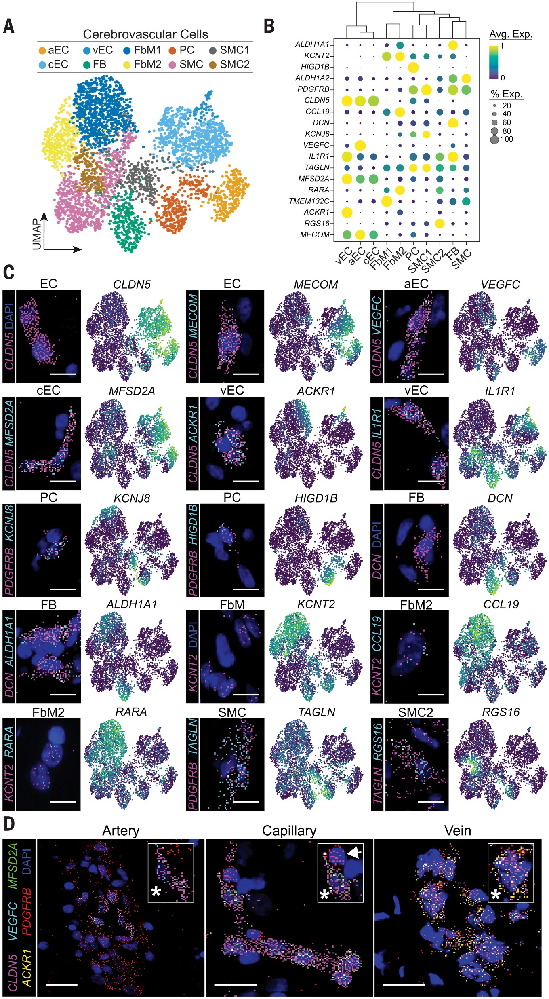 A
Cerebrovascular Cells
aEC vEC FbM1 PC SMC1
cEC FB FbM2 SMC SMC2
UMAP
B
ALDH1A1
KCNT2
HIGD1B
ALDH1A2
PDGFRB
CLDN5
CCL19
DCN
KCNJ8
VEGFC
IL1R1
TAGLN
MFSD2A
RARA
TMEM132C
ACKR1
RGS16
MECOM
vEC aEC cEC FbM1 FbM2 PC SMC1 SMC2 FB SMC
Avg. Exp.
1
0
% Exp.
20
40
60
80
100
C
EC CLDN5 EC MECOM aEC VEGFC
CLDN5 DAPI
CLDN5 MECOM
CLDN5 VEGFC
cEC MFSD2A vEC ACKR1 vEC IL1R1
CLDN5 MFSD2A
CLDN5 ACKR1
CLDN5 IL1R1
PC KCNJ8 PC HIGD1B FB DCN
PDGFRB KCNJ8
PDGFRB HIGD1B
DCN DAPI
FB ALDH1A1 FbM KCNT2 FbM2 CCL19
DCN ALDH1A1
KCNT2 DAPI
KCNT2 CCL19
FbM2 RARA SMC TAGLN SMC2 RGS16
KCNT2 RARA
PDGFRB TAGLN
TAGLN RGS16
D
Artery Capillary Vein
CLDN5 VEGFC MFSD2A
ACKR1 PDGFRB DAPI
*
*
*